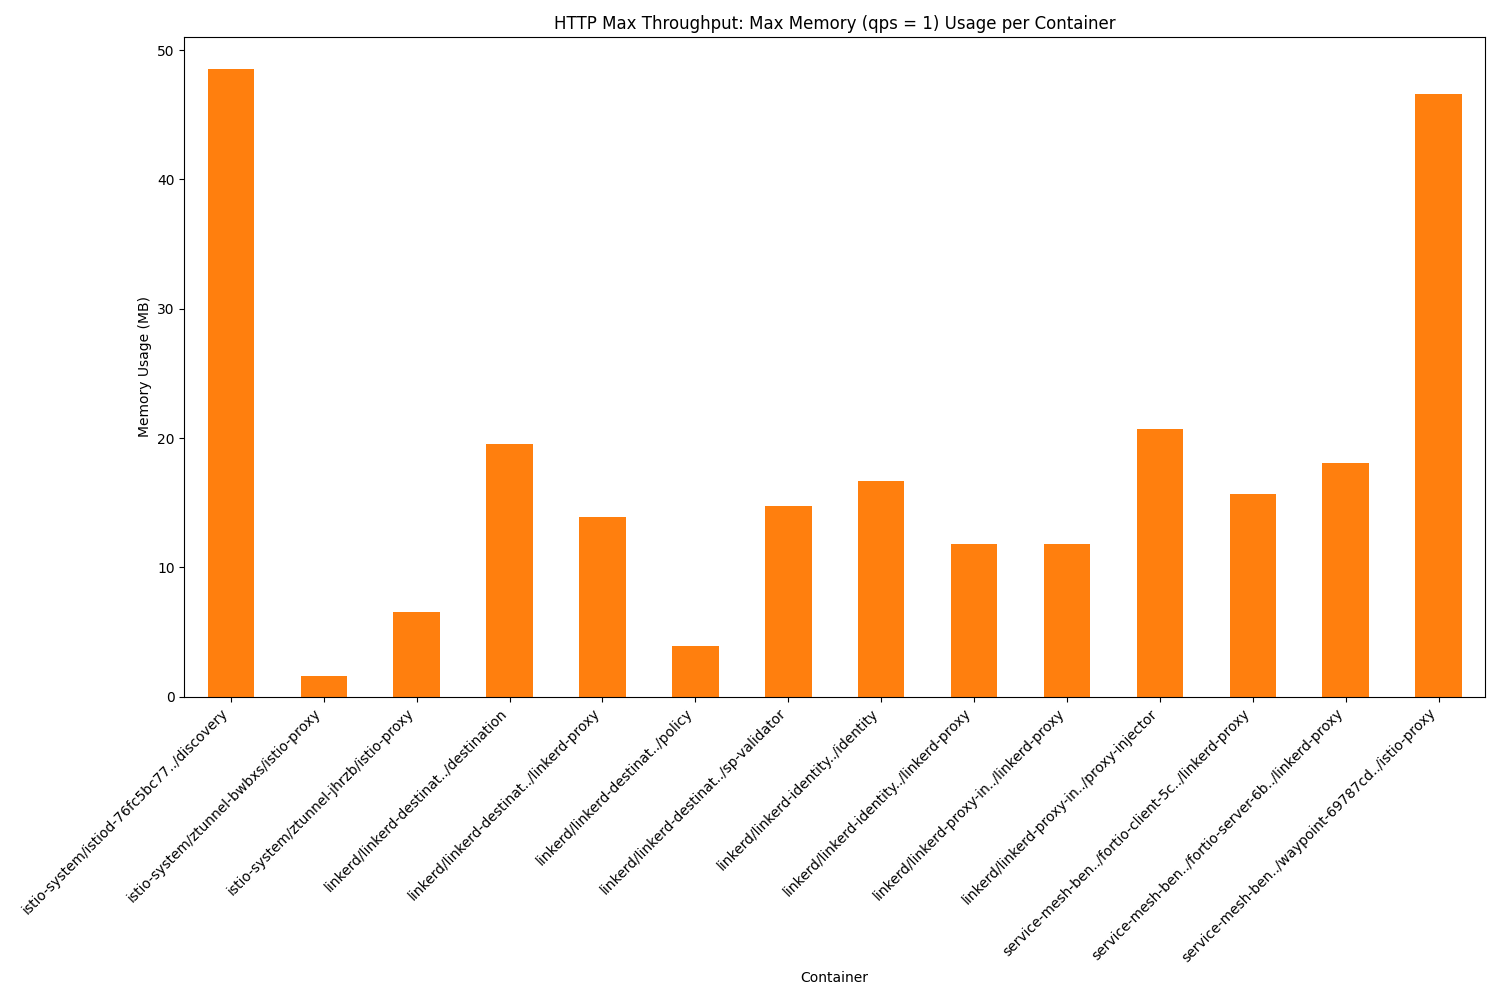 HTTP Max Throughput: Max Memory (qps = 1) Usage per Container
Memory Usage (MB)
50
40
30
20
10
0
istio-system/istiod-76fc5bc77../discovery
istio-system/ztunnel-bwbxs/istio-proxy
istio-system/ztunnel-jhrzb/istio-proxy
linkerd/linkerd-destinat../destination
linkerd/linkerd-destinat../linkerd-proxy
linkerd/linkerd-destinat../policy
linkerd/linkerd-destinat../sp-validator
linkerd/linkerd-identity../identity
linkerd/linkerd-identity../linkerd-proxy
linkerd/linkerd-proxy-in../linkerd-proxy
linkerd/linkerd-proxy-in../proxy-injector
service-mesh-ben../fortio-client-5c../linkerd-proxy
service-mesh-ben../fortio-server-6b../linkerd-proxy
service-mesh-ben../waypoint-69787cd../istio-proxy
Container